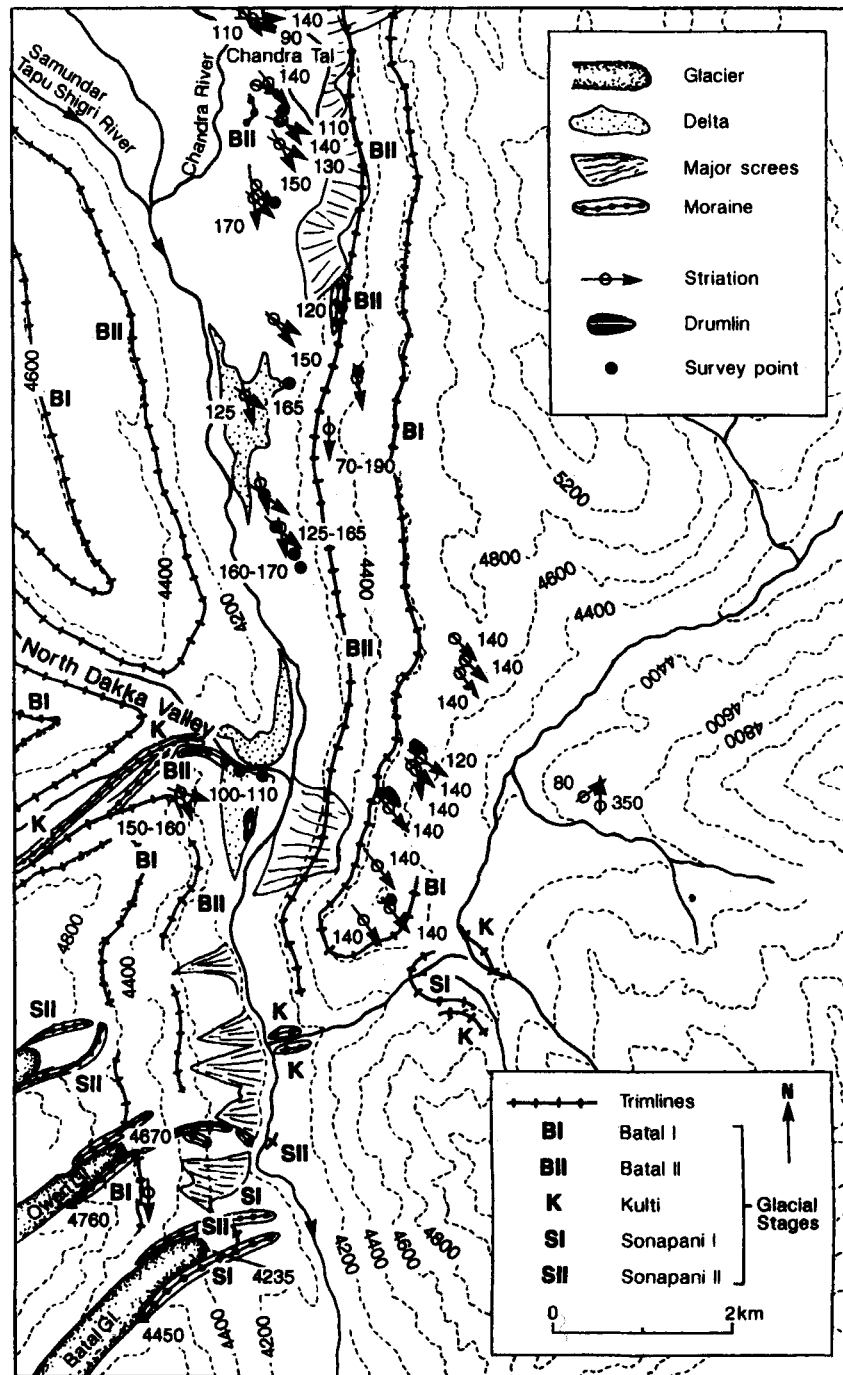 140
110
90
Chandra Tal
140
Samundar
Tapu Shigri River
Chandra River
BII
110
140
130
BII
150
170
120
BII
150
BII
4600
BI
125
165
BI
70-190
5200
125-165
160-170
4400
4200
4400
4800
4600
4400
BII
140
140
140
4400
4600
4800
North Dakka Valley
BI
K
BII
K
100-110
150-160
120
140
140
140
80
350
BI
BII
140
BI
140
140
K
4800
4400
SI
K
SII
K
K
SII
4670
SII
Owen Gl.
BI
4760
SI
SII
SI
4235
Batal Gl.
4450
4400
4200
4200
4400
4600
4800
Glacier
Delta
Major screes
Moraine
Striation
Drumlin
Survey point
Trimlines
N
BI Batal I
BII Batal II
K Kulti
SI Sonapani I
SII Sonapani II
Glacial
Stages
0 2km